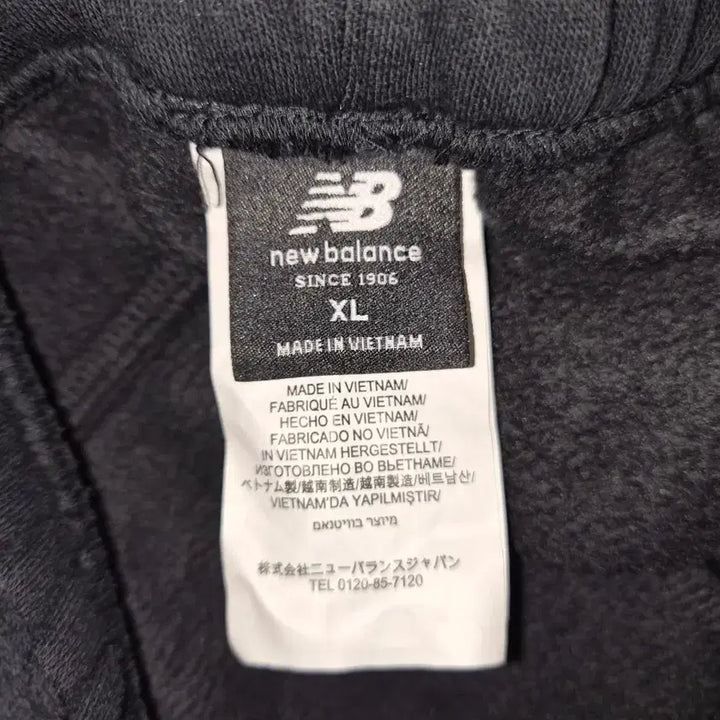 NB
new balance
SINCE 1906
XL
MADE IN VIETNAM
MADE IN VIETNAM/
FABRIQUÉ AU VIETNAM/
HECHO EN VIETNAM/
FABRICADO NO VIETNÃ/
IN VIETNAM HERGESTELLT/
ИЗГОТОВЛЕНО ВО ВЬЕТНАМЕ/
ベトナム製/越南制造/越南製造/베트남산/
VIETNAM'DA YAPILMIŞTIR/
מיוצר בוויטנאם
株式会社ニューバランスジャパン
TEL 0120-85-7120